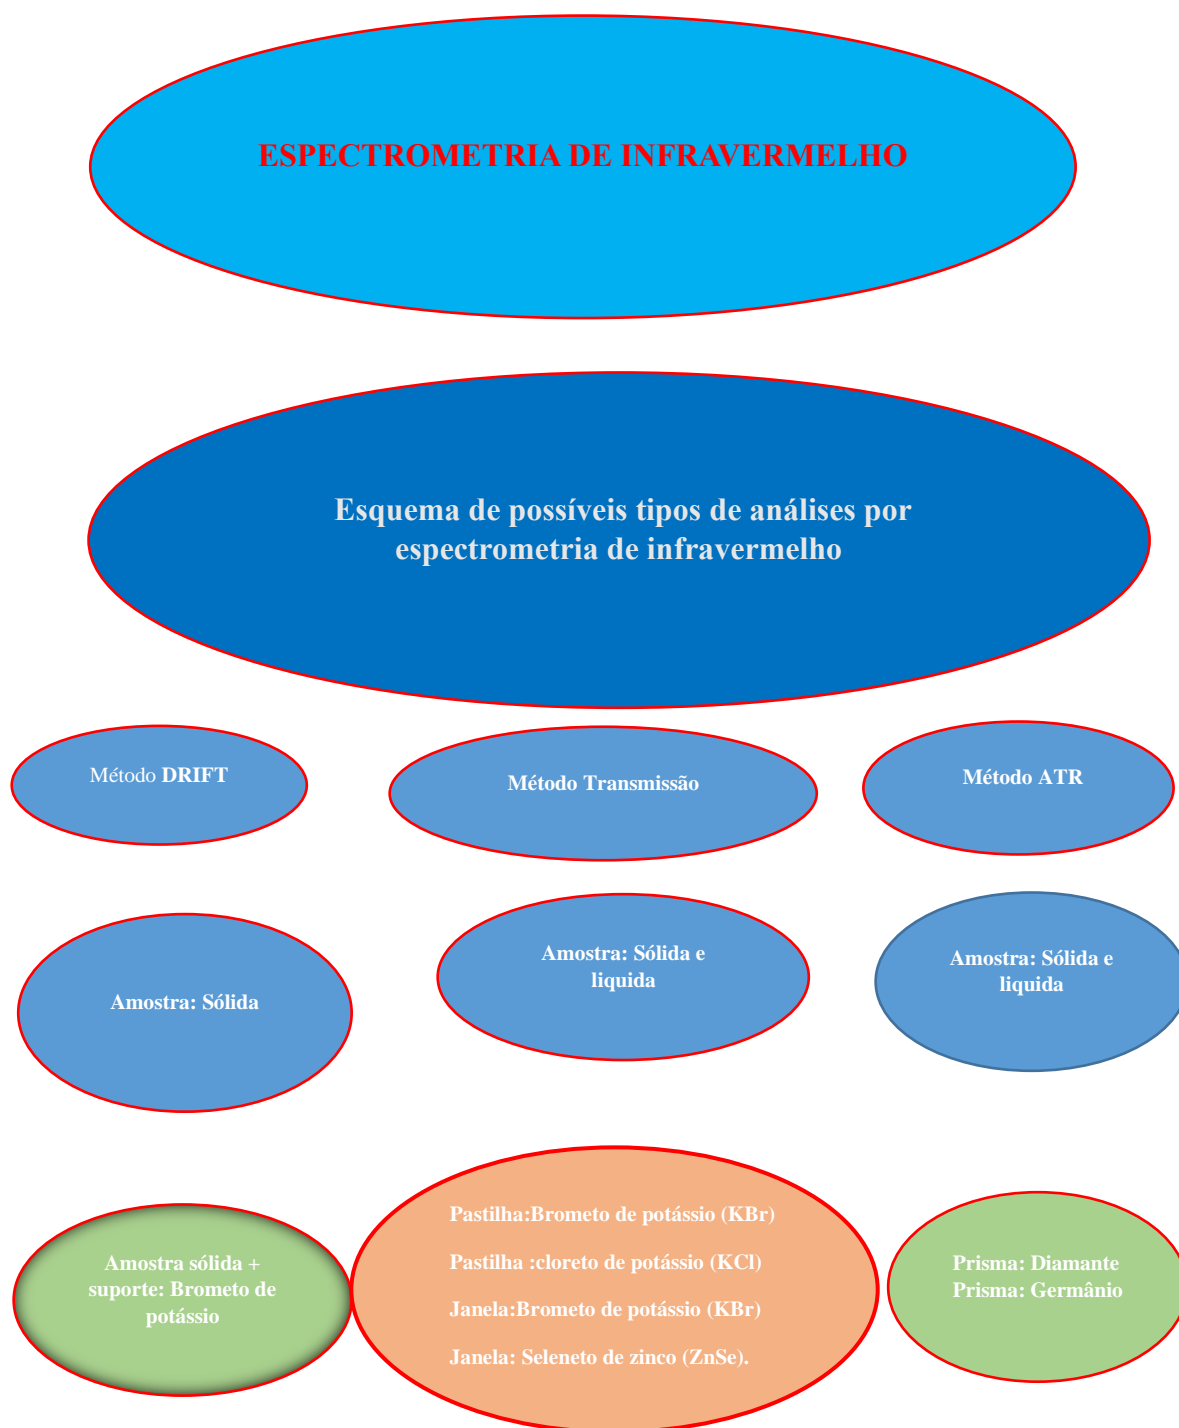 ESPECTROMETRIA DE INFRAVERMELHO
Esquema de possíveis tipos de análises por
espectrometria de infravermelho
Método DRIFT
Método Transmissão
Método ATR
Amostra: Sólida
Amostra: Sólida e
liquida
Amostra: Sólida e
liquida
Amostra sólida +
suporte: Brometo de
potássio
Pastilha:Brometo de potássio (KBr)
Pastilha :cloreto de potássio (KCl)
Janela:Brometo de potássio (KBr)
Janela: Seleneto de zinco (ZnSe).
Prisma: Diamante
Prisma: Germânio